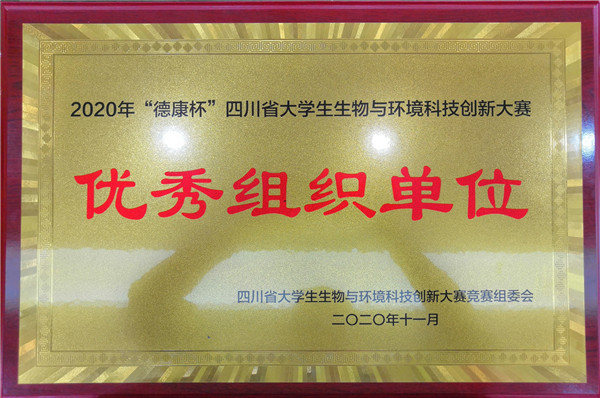 2020年“德康杯”四川省大学生生物与环境科技创新大赛
优秀组织单位
四川省大学生生物与环境科技创新大赛竞赛组委会
二〇二〇年十一月